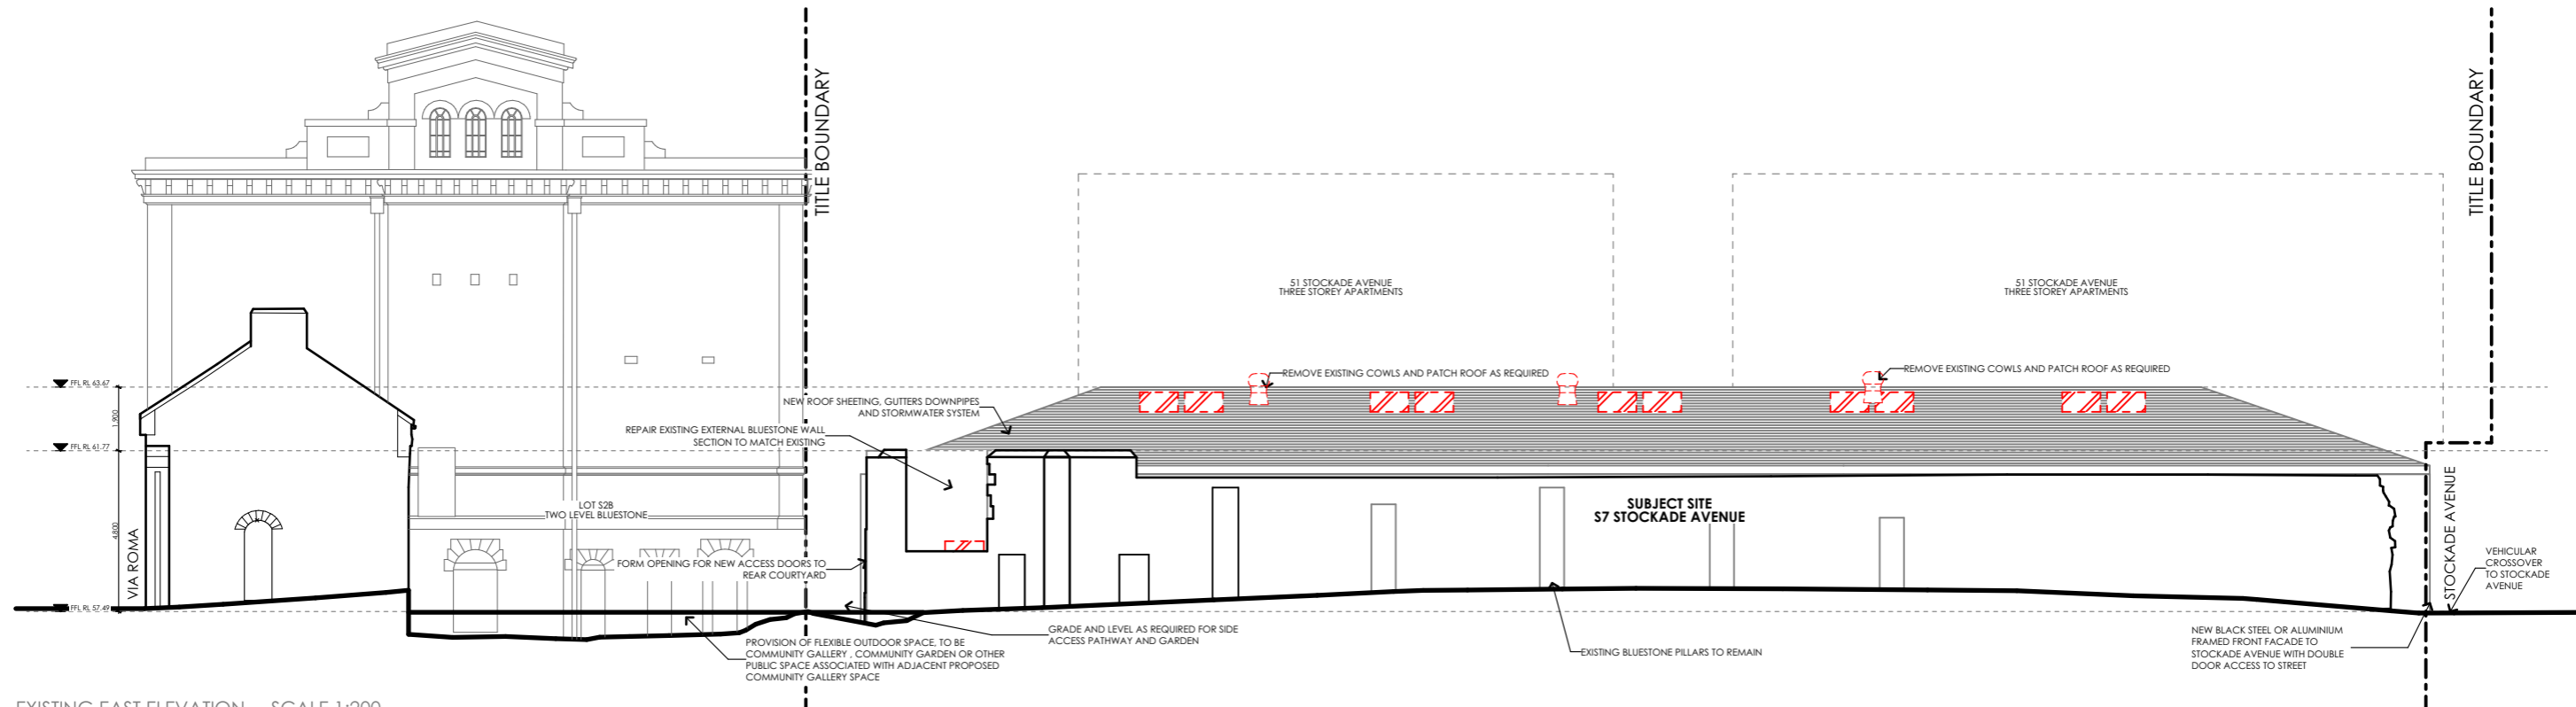 TITLE BOUNDARY
TITLE BOUNDARY
51 STOCKADE AVENUE
THREE STOREY APARTMENTS
51 STOCKADE AVENUE
THREE STOREY APARTMENTS
REMOVE EXISTING COWLS AND PATCH ROOF AS REQUIRED
REMOVE EXISTING COWLS AND PATCH ROOF AS REQUIRED
FFL RL 63.67
1,900
NEW ROOF SHEETING, GUTTERS DOWNPIPES
AND STORMWATER SYSTEM
REPAIR EXISTING EXTERNAL BLUESTONE WALL
SECTION TO MATCH EXISTING
FFL RL 61.77
4,800
LOT S2B
TWO LEVEL BLUESTONE
SUBJECT SITE
S7 STOCKADE AVENUE
VIA ROMA
STOCKADE AVENUE
FORM OPENING FOR NEW ACCESS DOORS TO
REAR COURTYARD
VEHICULAR
CROSSOVER
TO STOCKADE
AVENUE
FFL RL 57.49
PROVISION OF FLEXIBLE OUTDOOR SPACE, TO BE
COMMUNITY GALLERY , COMMUNITY GARDEN OR OTHER
PUBLIC SPACE ASSOCIATED WITH ADJACENT PROPOSED
COMMUNITY GALLERY SPACE
GRADE AND LEVEL AS REQUIRED FOR SIDE
ACCESS PATHWAY AND GARDEN
EXISTING BLUESTONE PILLARS TO REMAIN
NEW BLACK STEEL OR ALUMINIUM
FRAMED FRONT FACADE TO
STOCKADE AVENUE WITH DOUBLE
DOOR ACCESS TO STREET
EXISTING EAST ELEVATION SCALE 1:200